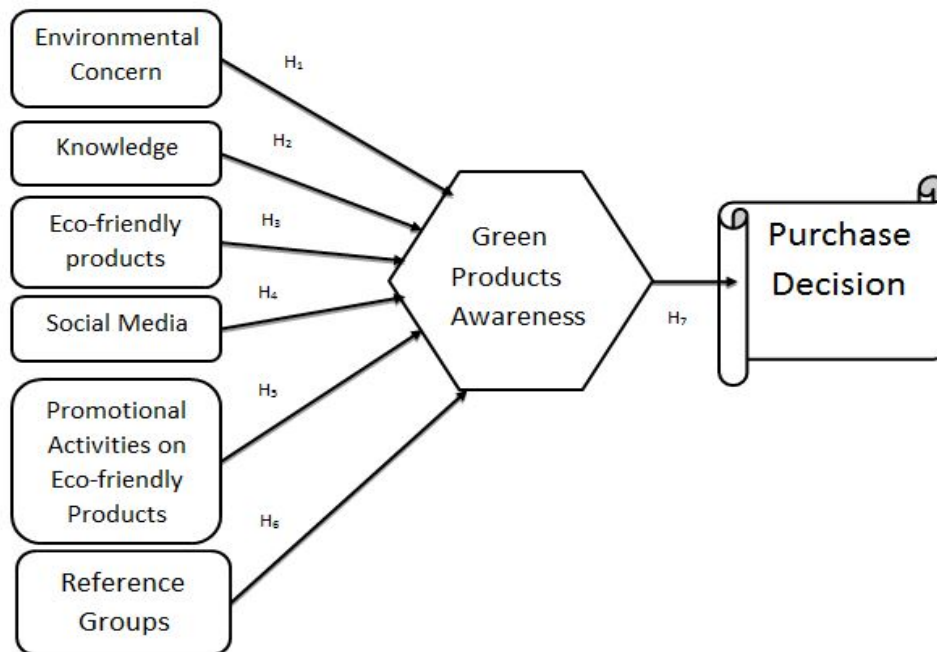 Environmental
Concern
H₁
Knowledge
H₂
Eco-friendly
products
H₃
Social Media
H₄
Promotional
Activities on
Eco-friendly
Products
H₅
Reference
Groups
H₆
Green
Products
Awareness
H₇
Purchase
Decision